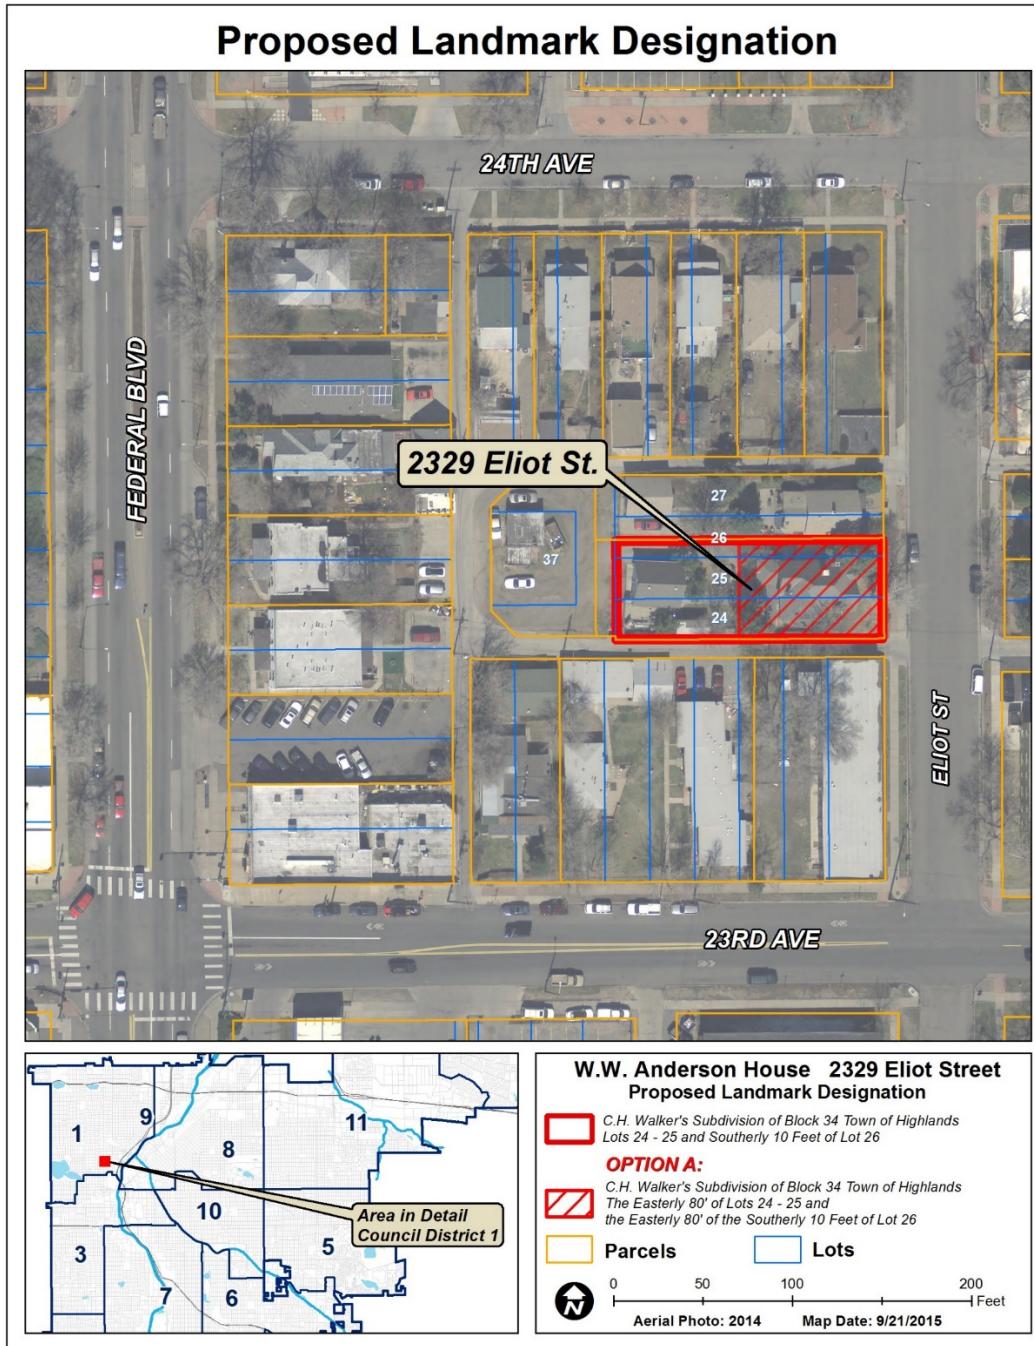 Proposed Landmark Designation
24TH AVE
FEDERAL BLVD
2329 Eliot St.
27
26
37
25
24
ELIOT ST
23RD AVE
1
9
8
11
10
3
5
7
6
Area in Detail
Council District 1
W.W. Anderson House 2329 Eliot Street
Proposed Landmark Designation
C.H. Walker's Subdivision of Block 34 Town of Highlands
Lots 24 - 25 and Southerly 10 Feet of Lot 26
OPTION A:
C.H. Walker's Subdivision of Block 34 Town of Highlands
The Easterly 80' of Lots 24 - 25 and
the Easterly 80' of the Southerly 10 Feet of Lot 26
Parcels Lots
N
0 50 100 200
Feet
Aerial Photo: 2014 Map Date: 9/21/2015